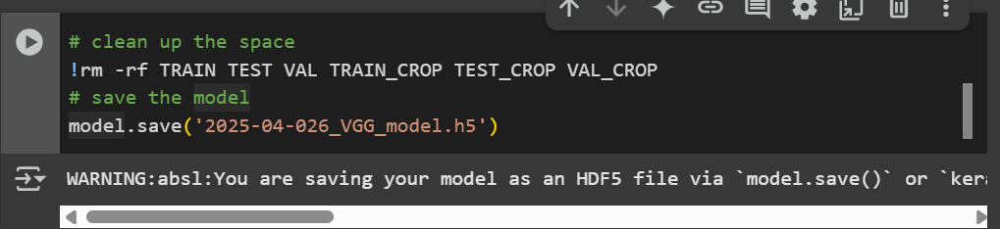 # clean up the space
!rm -rf TRAIN TEST VAL TRAIN_CROP TEST_CROP VAL_CROP
# save the model
model.save('2025-04-026_VGG_model.h5')
WARNING:absl:You are saving your model as an HDF5 file via `model.save()` or